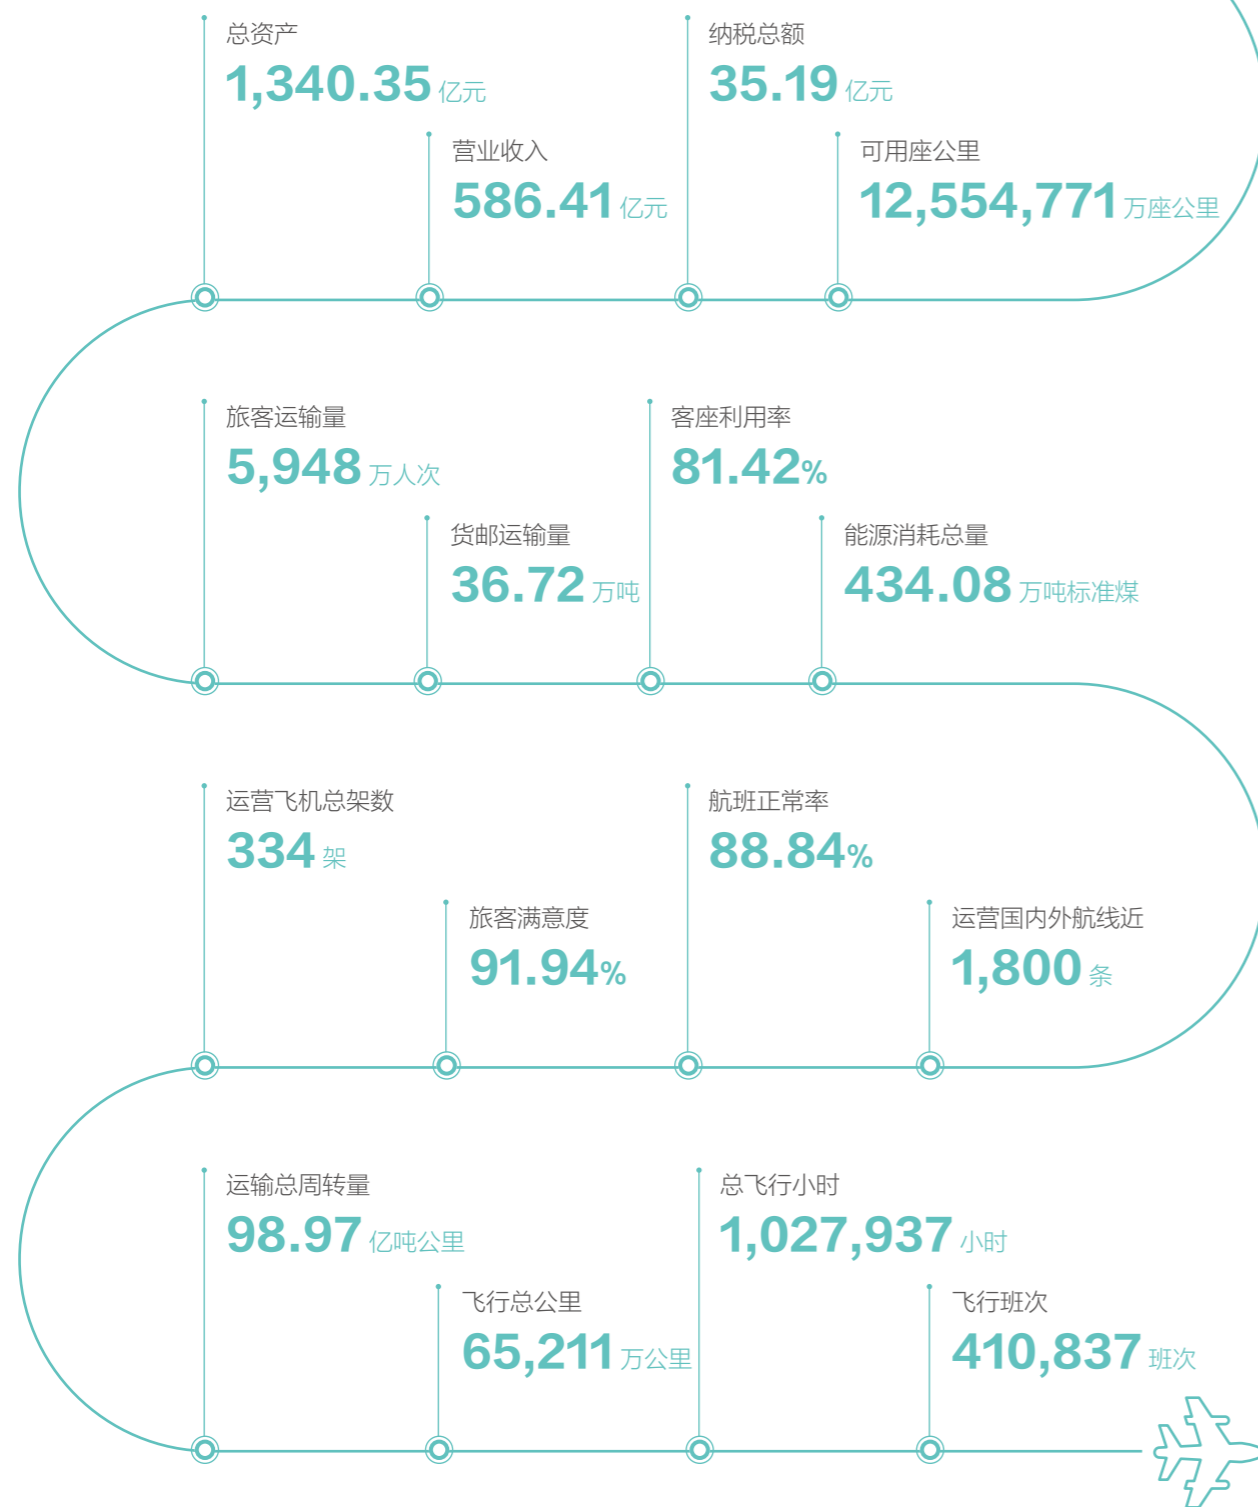 总资产
1,340.35 亿元
纳税总额
35.19 亿元
营业收入
586.41 亿元
可用座公里
12,554,771 万座公里
旅客运输量
5,948 万人次
客座利用率
81.42%
货邮运输量
36.72 万吨
能源消耗总量
434.08 万吨标准煤
运营飞机总架数
334 架
航班正常率
88.84%
旅客满意度
91.94%
运营国内外航线近
1,800 条
运输总周转量
98.97 亿吨公里
总飞行小时
1,027,937 小时
飞行总公里
65,211 万公里
飞行班次
410,837 班次